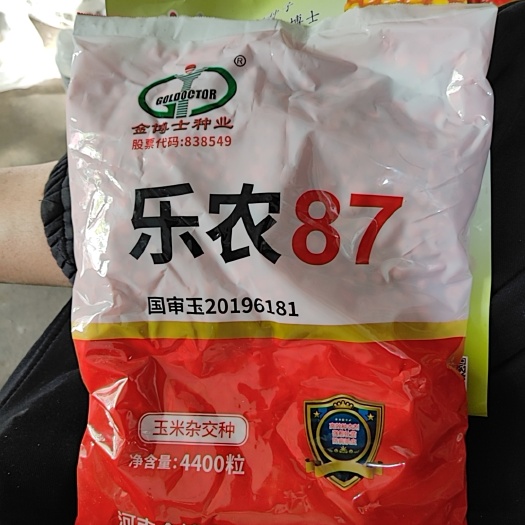 GOLDOCTOR
®
金博士种业
股票代码:838549
乐农87
国审玉20196181
玉米杂交种
净含量:4400粒